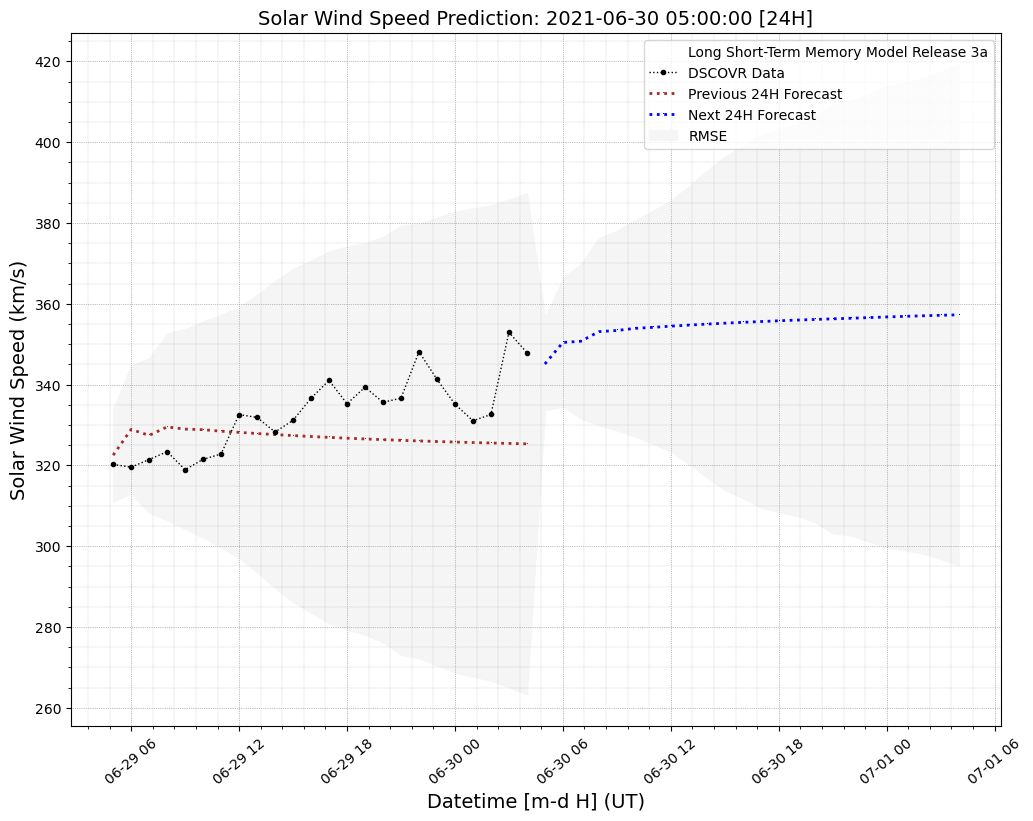 Solar Wind Speed Prediction: 2021-06-30 05:00:00 [24H]
Long Short-Term Memory Model Release 3a
DSCOVR Data
Previous 24H Forecast
Next 24H Forecast
RMSE
Solar Wind Speed (km/s)
420
400
380
360
340
320
300
280
260
06-29 06
06-29 12
06-29 18
06-30 00
06-30 06
06-30 12
06-30 18
07-01 00
07-01 06
Datetime [m-d H] (UT)